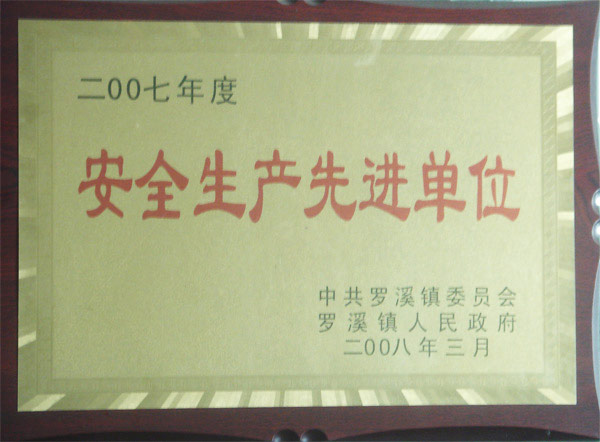 二00七年度
安全生产先进单位
中共罗溪镇委员会
罗溪镇人民政府
二00八年三月